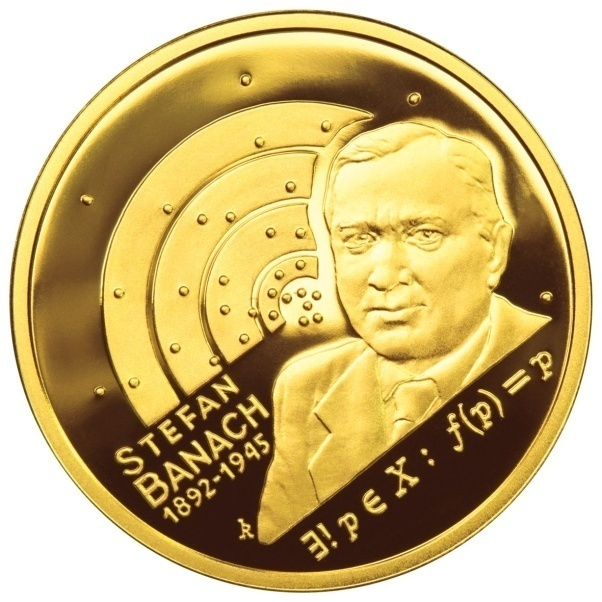 STEFAN
BANACH
1892-1945
∃! p ∈ X : f(p) = p